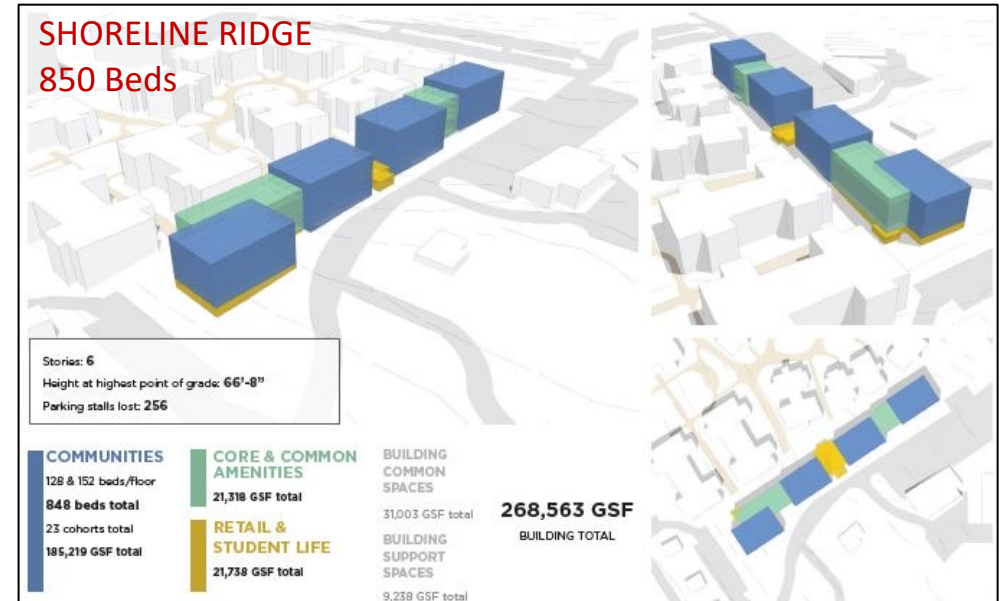 SHORELINE RIDGE
850 Beds
Stories: 6
Height at highest point of grade: 66'-8"
Parking stalls lost: 256
COMMUNITIES
128 & 152 beds/floor
848 beds total
23 cohorts total
185,219 GSF total
CORE & COMMON
AMENITIES
21,318 GSF total
RETAIL &
STUDENT LIFE
21,738 GSF total
BUILDING
COMMON
SPACES
31,003 GSF total
BUILDING
SUPPORT
SPACES
9,238 GSF total
268,563 GSF
BUILDING TOTAL